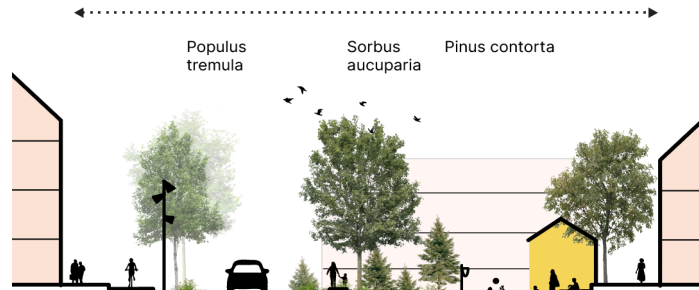 Populus
tremula
Sorbus
aucuparia
Pinus contorta